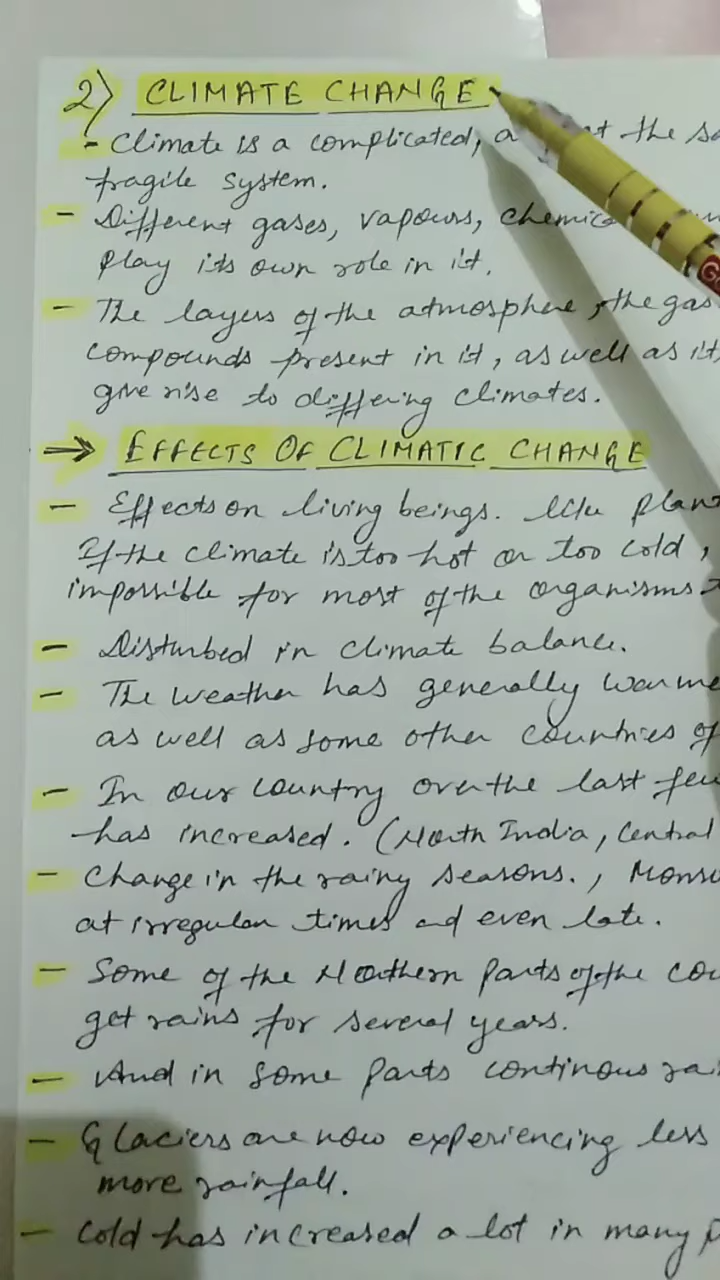 2) CLIMATE CHANGE
- Climate is a complicated, a the
fragile system.
- Different gases, vapours,
play its own role in it.
- The layers of the atmosphere, the gas
compounds present in it, as well as it
give rise to differing climates.
→ EFFECTS OF CLIMATIC CHANGE
- Effects on living beings. like
If the climate is too hot or too cold,
impossible for most of the organisms
- Disturbed in climate balance.
- The weather has generally
as well as some other countries of
- In our country over the last
has increased. (North India, Central
- Change in the rainy seasons.,
at irregular times and even late.
- Some of the Northern parts of the
get rains for several years.
- And in some parts continous
- Glaciers are now experiencing less
more rainfall.
- Cold has increased a lot in many